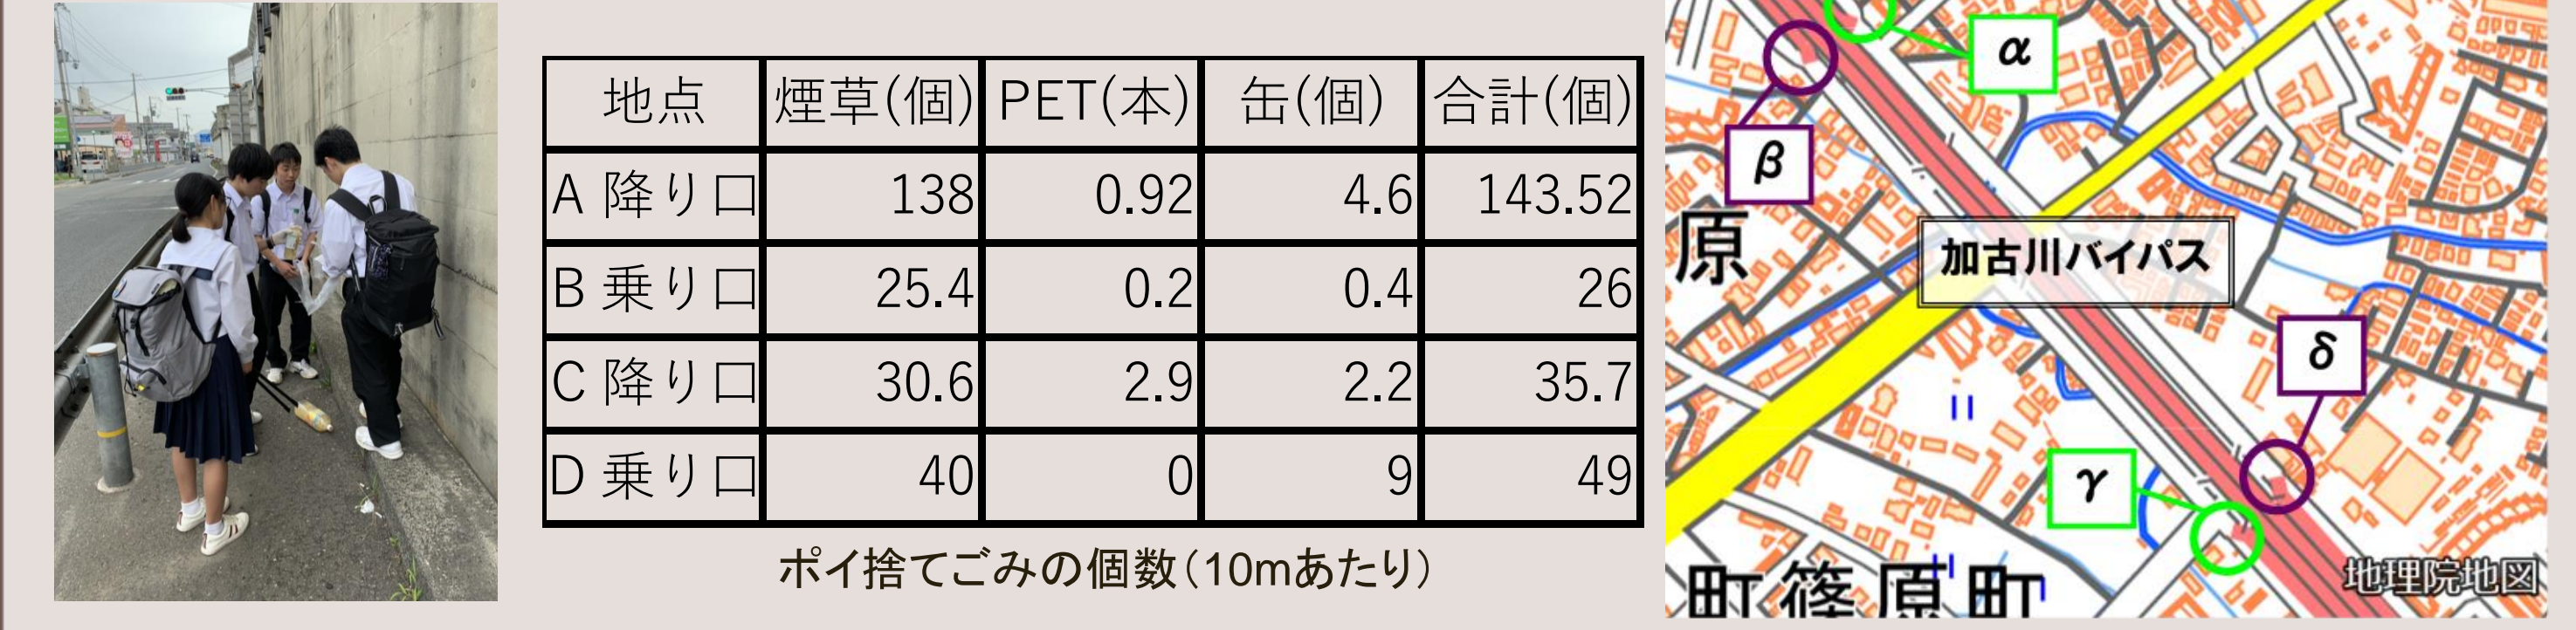 地点 煙草(個) PET(本) 缶(個) 合計(個)
A 降り口 138 0.92 4.6 143.52
B 乗り口 25.4 0.2 0.4 26
C 降り口 30.6 2.9 2.2 35.7
D 乗り口 40 0 9 49
ポイ捨てごみの個数(10mあたり)
α
β
原
加古川バイパス
δ
γ
町篠原町
地理院地図